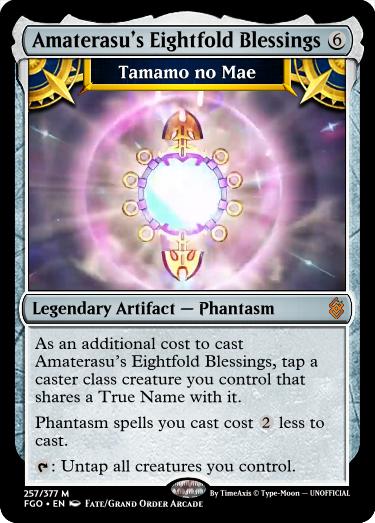 Amaterasu's Eightfold Blessings 6
Tamamo no Mae
Legendary Artifact — Phantasm
As an additional cost to cast
Amaterasu's Eightfold Blessings, tap a
caster class creature you control that
shares a True Name with it.
Phantasm spells you cast cost 2 less to
cast.
: Untap all creatures you control.
257/377 M
FGO • EN Fate/Grand Order Arcade
By TimeAxis © Type-Moon — UNOFFICIAL